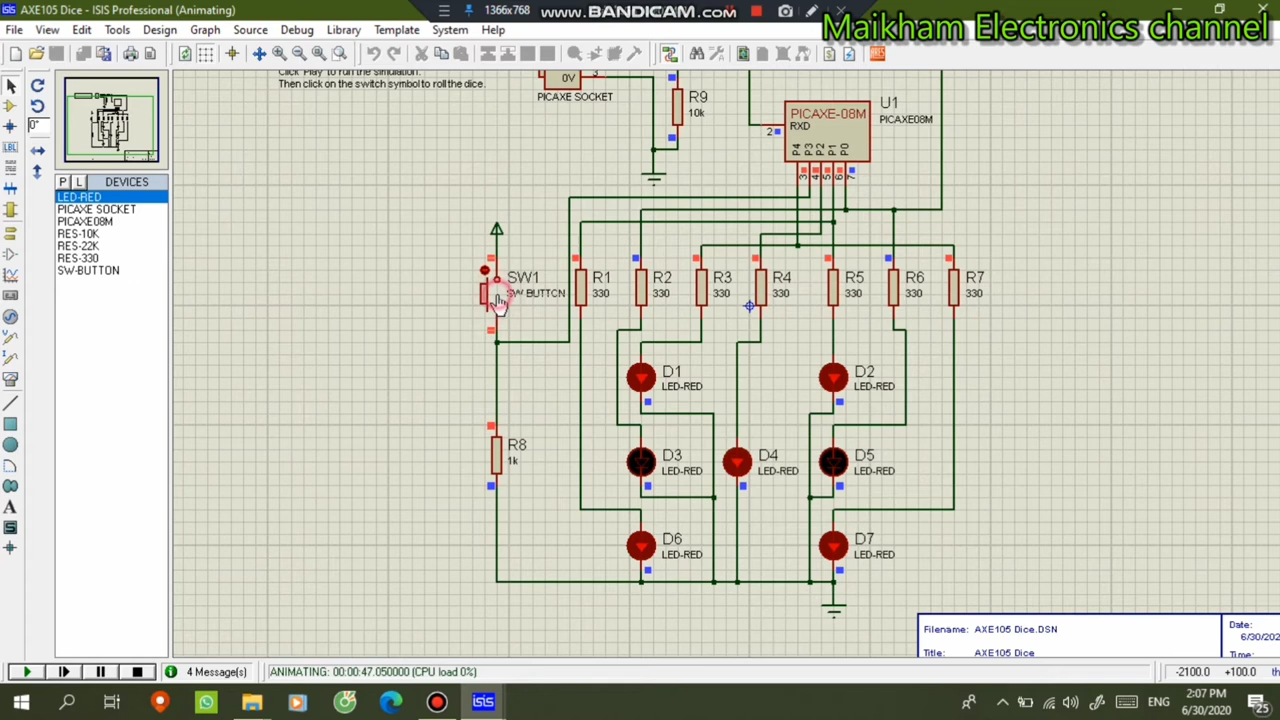 AXE105 Dice - ISIS Professional (Animating)
1366x768
www.BANDICAM.com
Maikham Electronics channel
File View Edit Tools Design Graph Source Debug Library Template System Help
Click 'Play' to run the simulation.
Then click on the switch symbol to roll the dice.
0V
3
PICAXE SOCKET
R9
10k
U1
PICAXE08M
PICAXE-08M
2
RXD
P4
P3
P2
P1
P0
3
4
5
6
7
0°
LBL
P L DEVICES
LED-RED
PICAXE SOCKET
PICAXE08M
RES-10K
RES-22K
RES-330
SW-BUTTON
SW1
SW-BUTTON
R1
330
R2
330
R3
330
R4
330
R5
330
R6
330
R7
330
D1
LED-RED
D2
LED-RED
R8
1k
D3
LED-RED
D4
LED-RED
D5
LED-RED
D6
LED-RED
D7
LED-RED
Filename: AXE105 Dice.DSN
Date:
6/30/202
Title: AXE105 Dice
Time:
4 Message(s)
ANIMATING: 00:00:47.050000 (CPU load 0%)
-2100.0 +100.0
isis
ENG
2:07 PM
6/30/2020
25